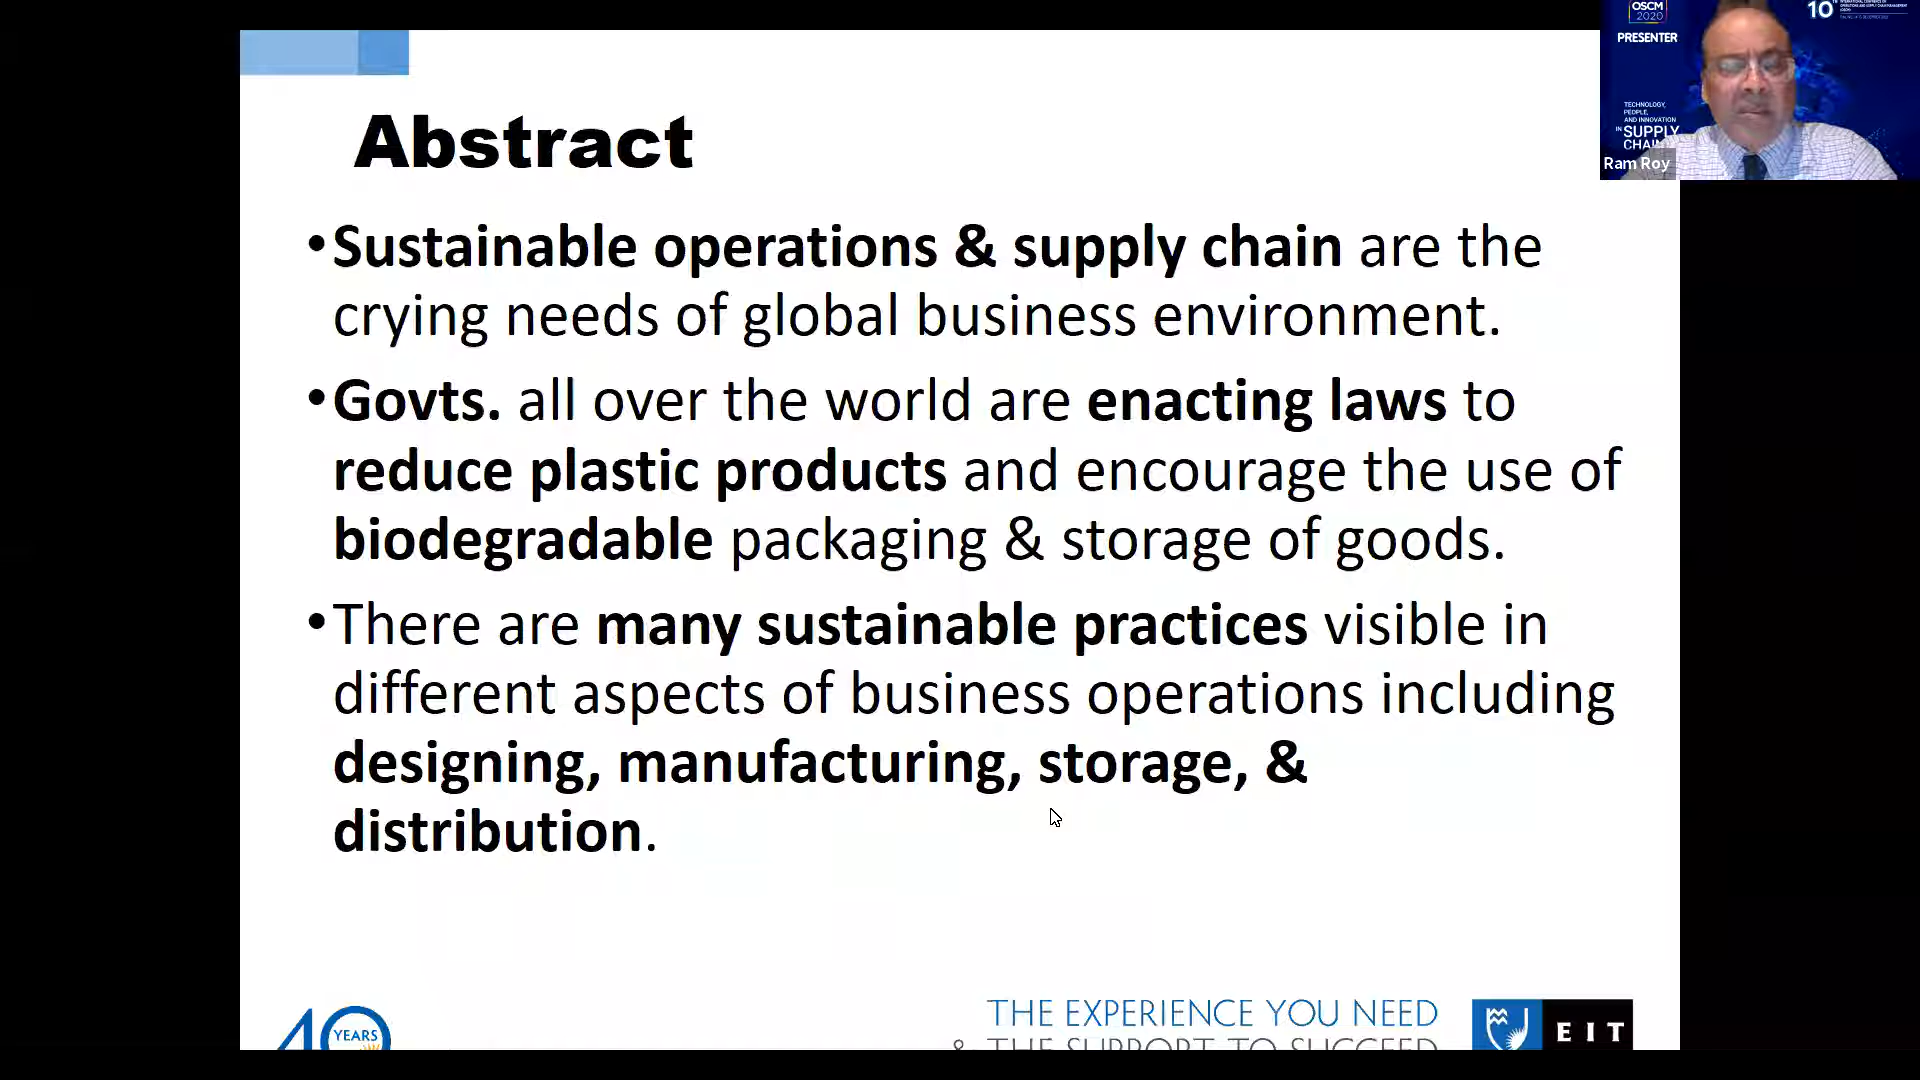 Abstract
•Sustainable operations & supply chain are the
crying needs of global business environment.
•Govts. all over the world are enacting laws to
reduce plastic products and encourage the use of
biodegradable packaging & storage of goods.
•There are many sustainable practices visible in
different aspects of business operations including
designing, manufacturing, storage, &
distribution.
40 YEARS
THE EXPERIENCE YOU NEED
& THE SUPPORT TO SUCCEED
EIT
OSCM
2020
PRESENTER
10
TECHNOLOGY,
PEOPLE,
AND INNOVATION
IN SUPPLY
CHAIN
Ram Roy